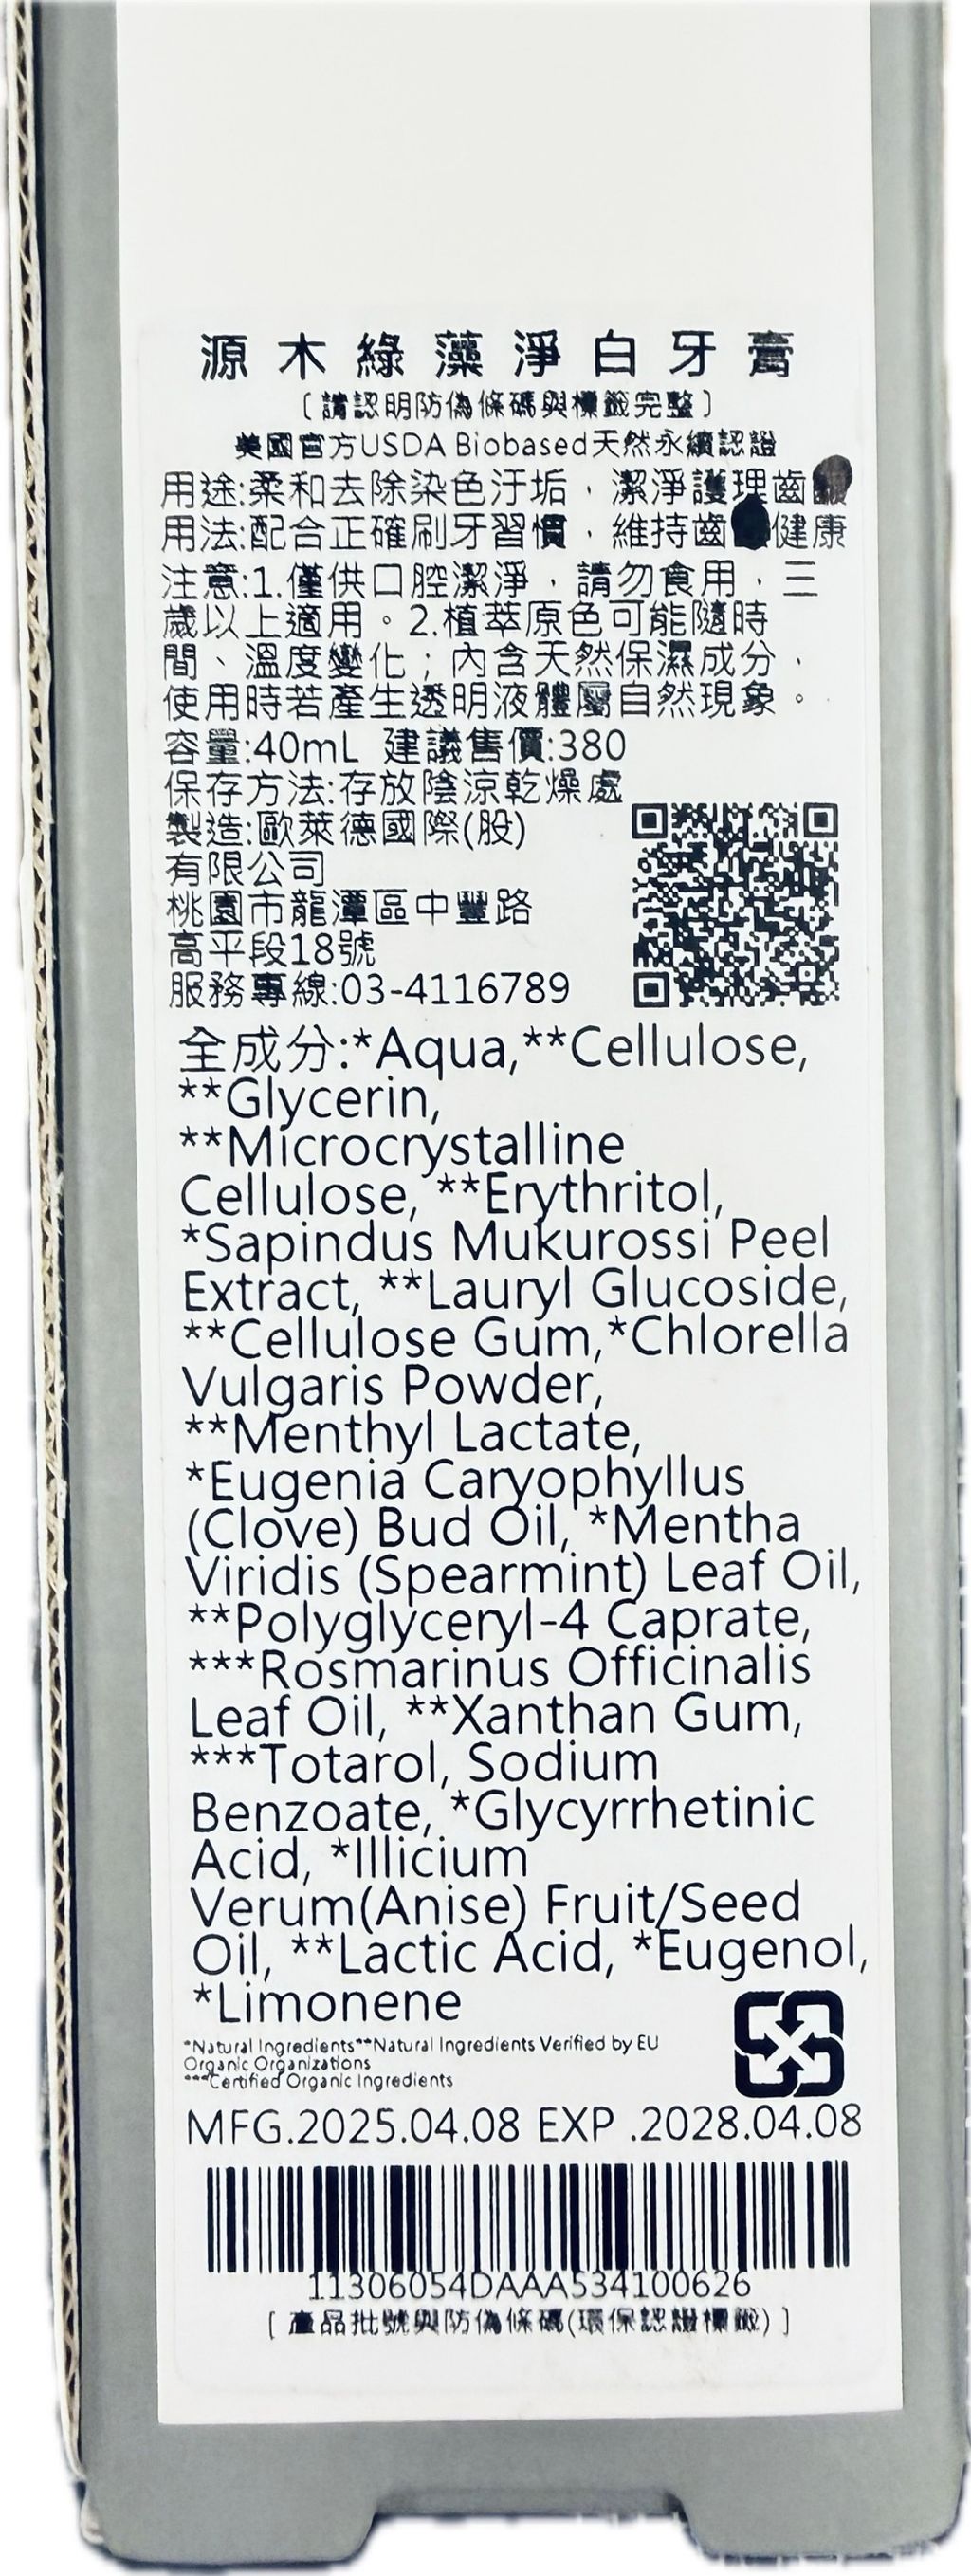 源木綠藻淨白牙膏
〔請認明防偽條碼與標籤完整〕
美國官方USDA Biobased天然永續認證
用途:柔和去除染色汙垢，潔淨護理齒
用法:配合正確刷牙習慣，維持齒健康
注意:1.僅供口腔潔淨，請勿食用，三
歲以上適用。2.植萃原色可能隨時
間、溫度變化；內含天然保濕成分，
使用時若產生透明液體屬自然現象。
容量:40mL 建議售價:380
保存方法:存放陰涼乾燥處
製造:歐萊德國際(股)
有限公司
桃園市龍潭區中豐路
高平段18號
服務專線:03-4116789
全成分:*Aqua,**Cellulose,
**Glycerin,
**Microcrystalline
Cellulose, **Erythritol,
*Sapindus Mukurossi Peel
Extract, **Lauryl Glucoside,
**Cellulose Gum,*Chlorella
Vulgaris Powder,
**Menthyl Lactate,
*Eugenia Caryophyllus
(Clove) Bud Oil, *Mentha
Viridis (Spearmint) Leaf Oil,
**Polyglyceryl-4 Caprate,
***Rosmarinus Officinalis
Leaf Oil, **Xanthan Gum,
***Totarol, Sodium
Benzoate, *Glycyrrhetinic
Acid, *Illicium
Verum(Anise) Fruit/Seed
Oil, **Lactic Acid, *Eugenol,
*Limonene
*Natural Ingredients**Natural Ingredients Verified by EU
Organic Organizations
***Certified Organic Ingredients
MFG.2025.04.08 EXP .2028.04.08
11306054DAAA534100626
[ 產品批號與防偽條碼(環保認證標籤) ]